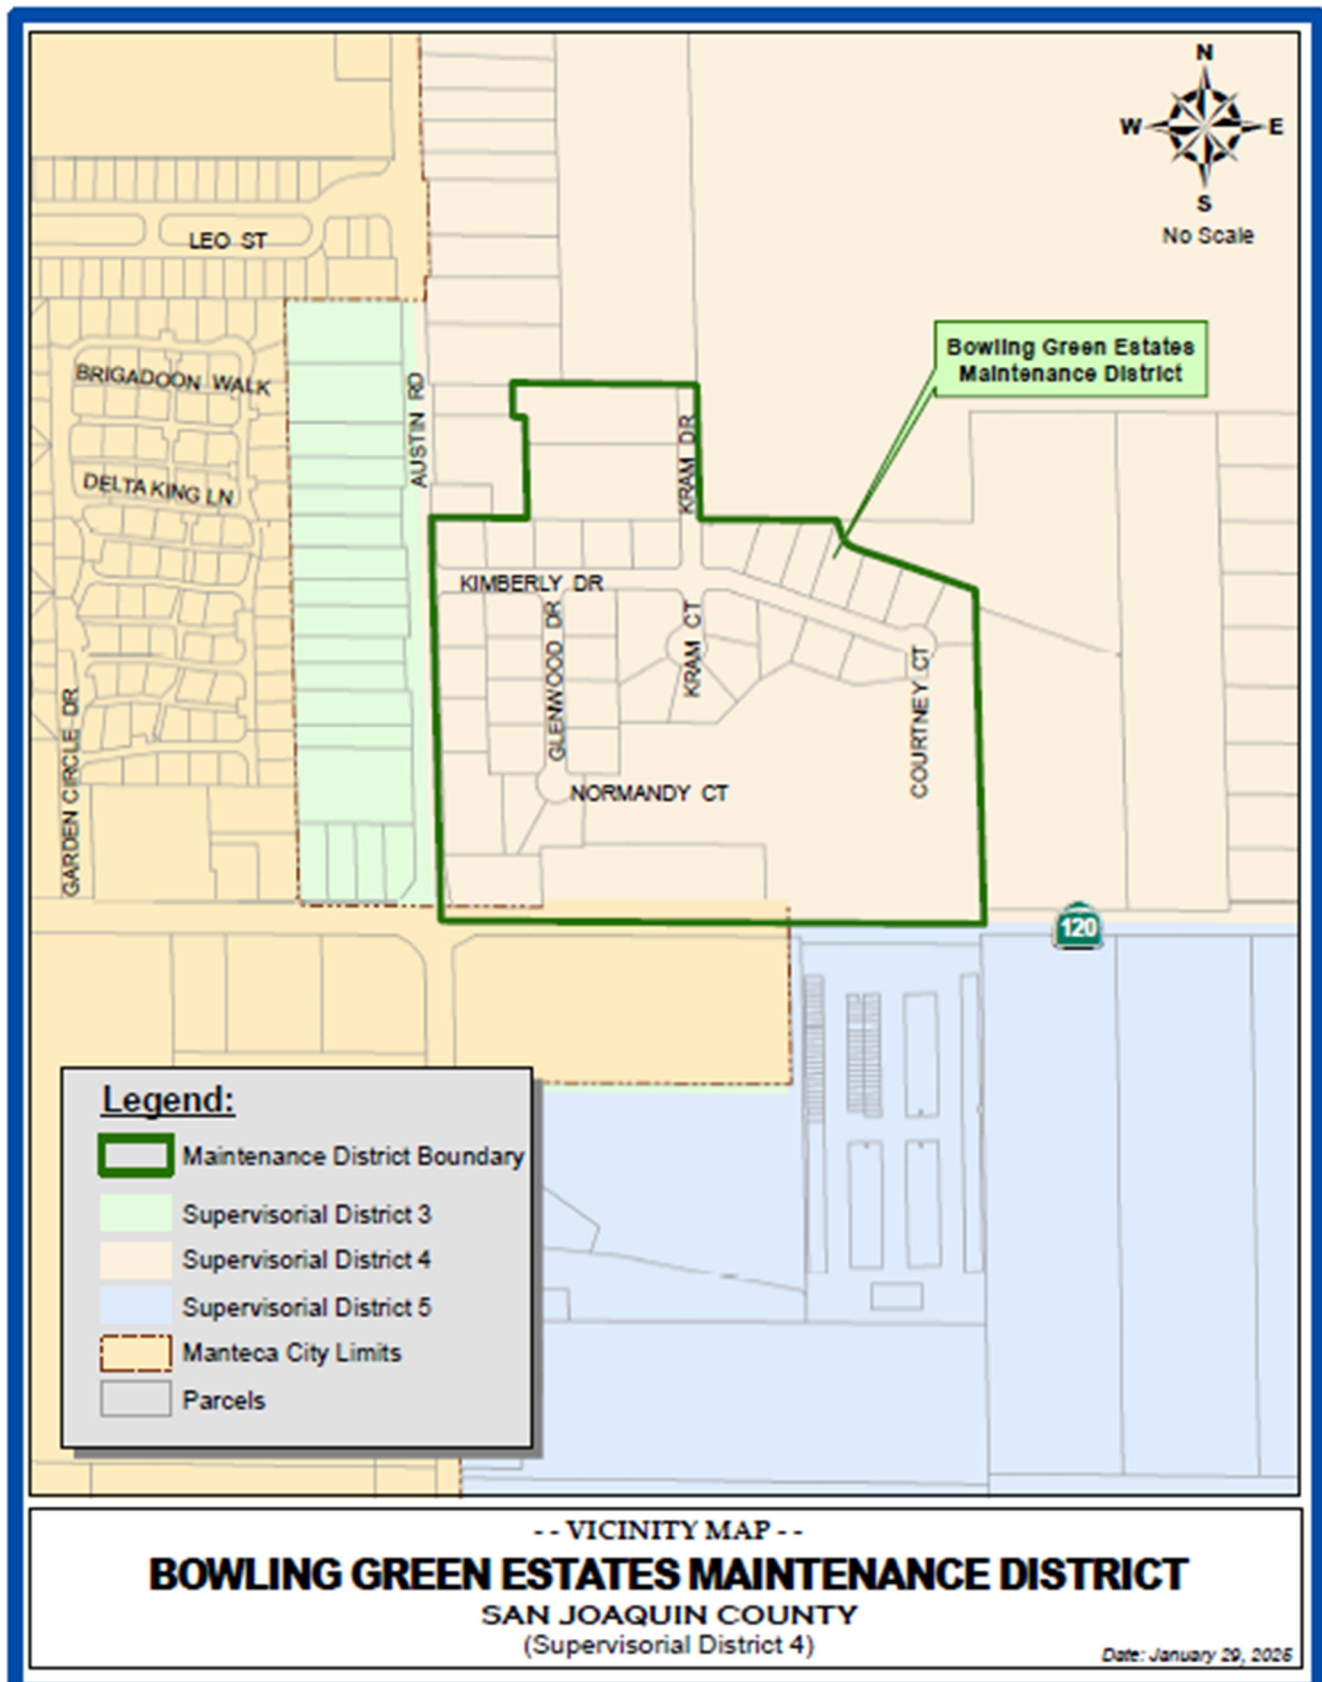 N
W E
S
No Scale
LEO ST
Bowling Green Estates
Maintenance District
BRIGADOON WALK
AUSTIN RD
KRAM DR
DELTA KING LN
KIMBERLY DR
GLENWOOD DR
KRAM CT
COURTNEY CT
GARDEN CIRCLE DR
NORMANDY CT
120
Legend:
Maintenance District Boundary
Supervisorial District 3
Supervisorial District 4
Supervisorial District 5
Manteca City Limits
Parcels
- - VICINITY MAP - -
BOWLING GREEN ESTATES MAINTENANCE DISTRICT
SAN JOAQUIN COUNTY
(Supervisorial District 4)
Date: January 29,